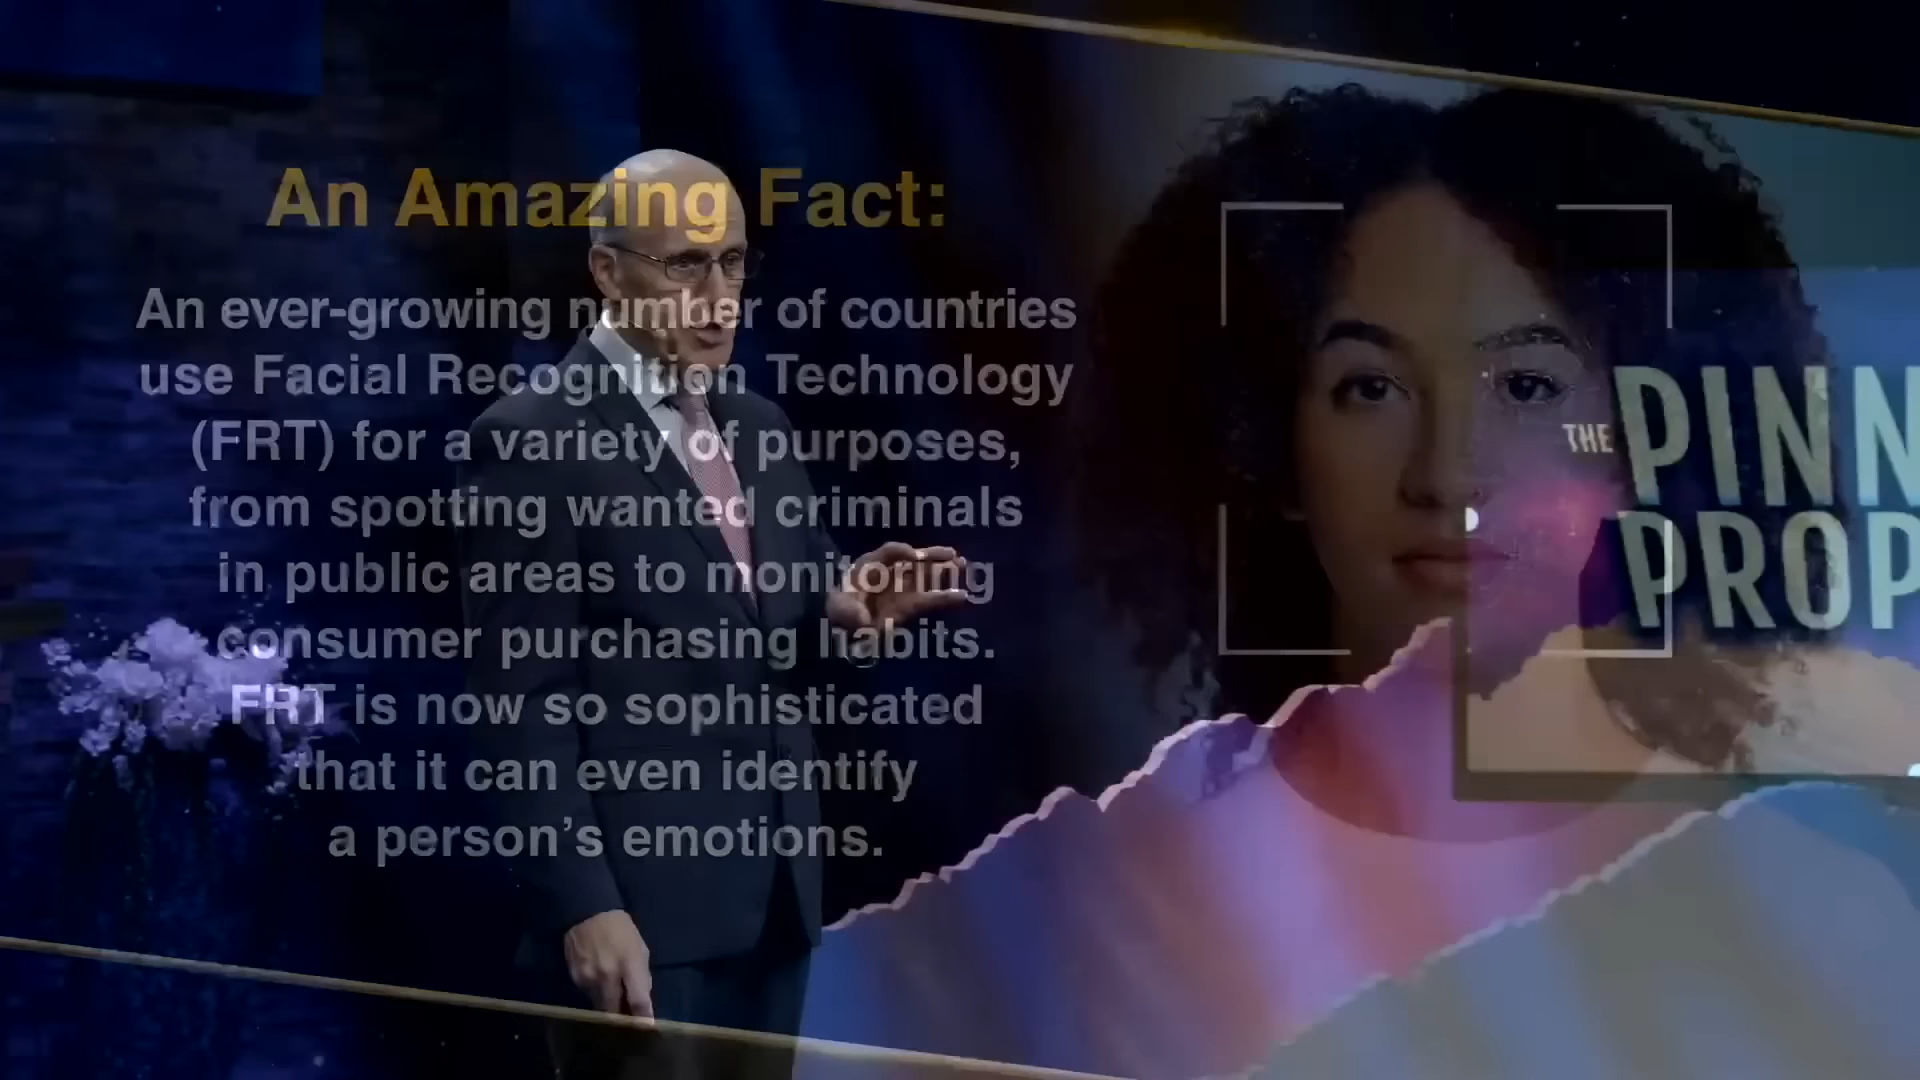 An Amazing Fact:
An ever-growing number of countries
use Facial Recognition Technology
(FRT) for a variety of purposes,
from spotting wanted criminals
in public areas to monitoring
consumer purchasing habits.
FRT is now so sophisticated
that it can even identify
a person’s emotions.
THE PINN
PROP